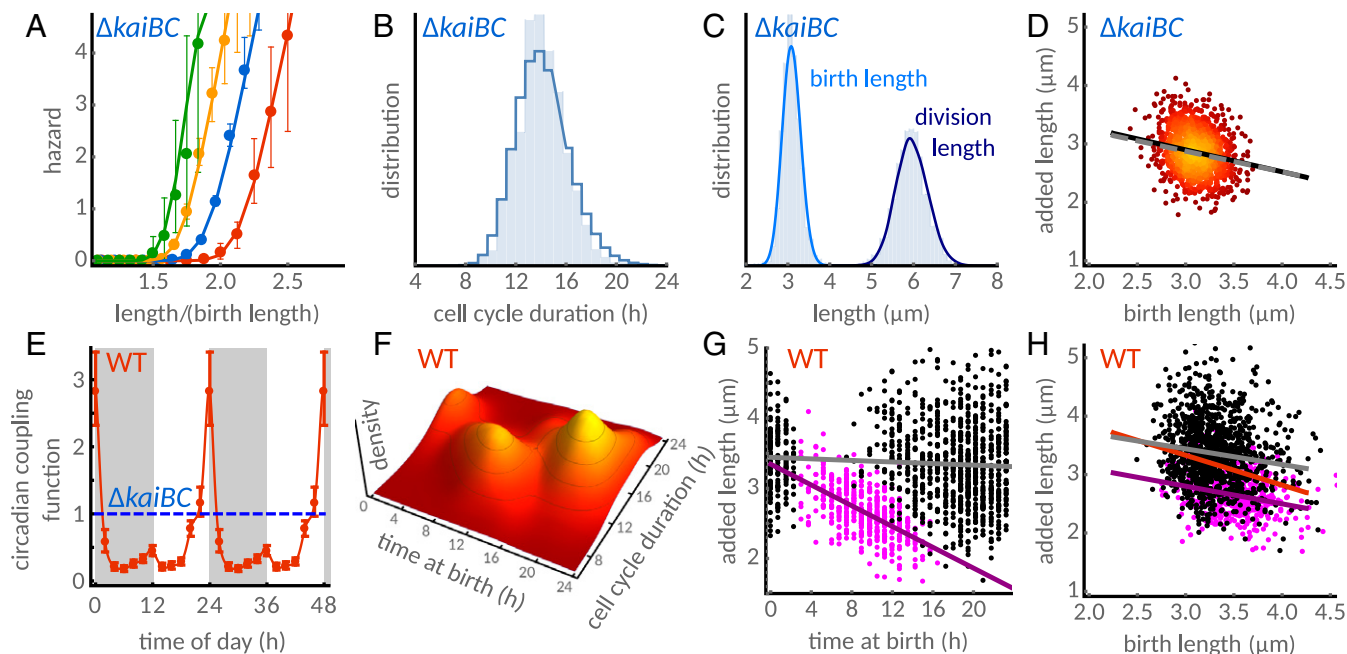 A
ΔkaiBC
hazard
4
3
2
1
0
1.5
2.0
2.5
length/(birth length)
B
ΔkaiBC
distribution
4
8
12
16
20
24
cell cycle duration (h)
C
ΔkaiBC
distribution
birth length
division
length
2
3
4
5
6
7
8
length (μm)
D
ΔkaiBC
added length (μm)
5
4
3
2
1
2.0
2.5
3.0
3.5
4.0
4.5
birth length (μm)
E
WT
circadian coupling
function
3
2
1
0
ΔkaiBC
0
12
24
36
48
time of day (h)
F
WT
density
0
4
8
12
16
20
24
time at birth (h)
8
12
16
20
24
cell cycle duration (h)
G
WT
added length (μm)
5
4
3
2
0
4
8
12
16
20
time at birth (h)
H
WT
added length (μm)
5
4
3
2
1
2.0
2.5
3.0
3.5
4.0
4.5
birth length (μm)